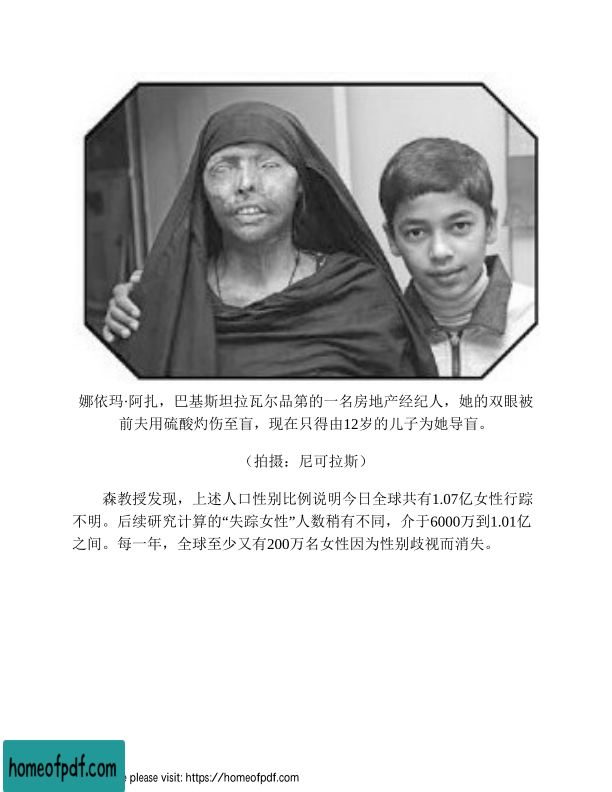 娜依玛·阿扎，巴基斯坦拉瓦尔品第的一名房地产经纪人，她的双眼被
前夫用硫酸灼伤至盲，现在只得由12岁的儿子为她导盲。
（拍摄：尼可拉斯）
森教授发现，上述人口性别比例说明今日全球共有1.07亿女性行踪
不明。后续研究计算的“失踪女性”人数稍有不同，介于6000万到1.01亿
之间。每一年，全球至少又有200万名女性因为性别歧视而消失。
homeofpdf.com
please visit: https://homeofpdf.com